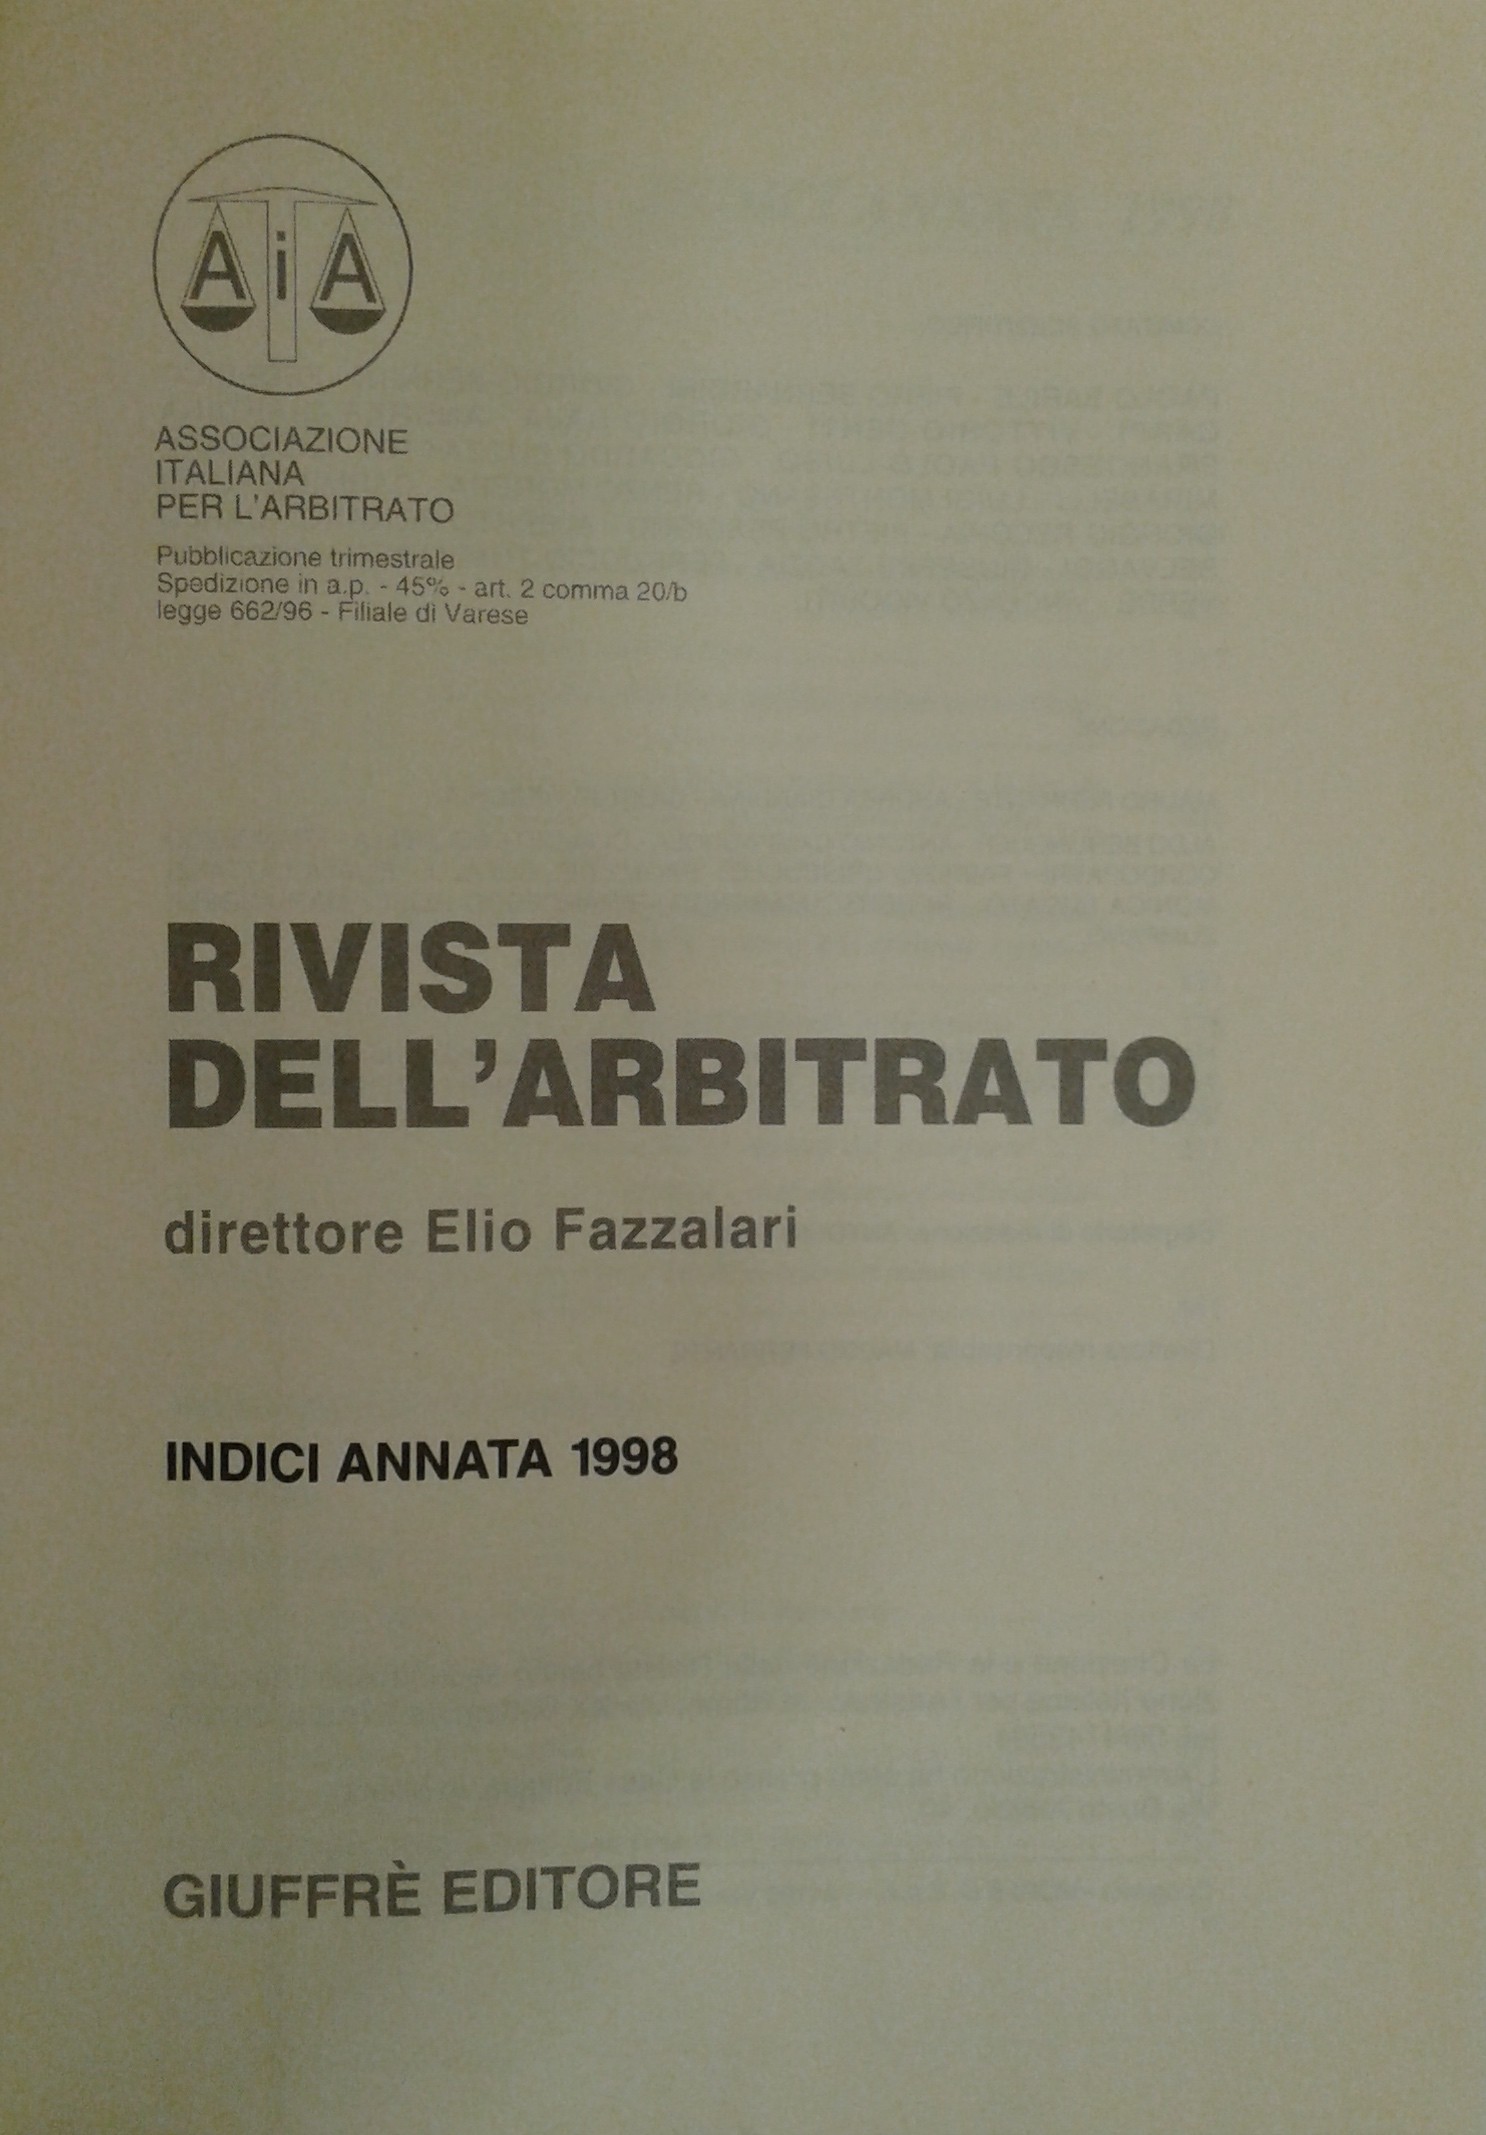 AiA
ASSOCIAZIONE
ITALIANA
PER L'ARBITRATO
Pubblicazione trimestrale
Spedizione in a.p. - 45% - art. 2 comma 20/b
legge 662/96 - Filiale di Varese
RIVISTA
DELL'ARBITRATO
direttore Elio Fazzalari
INDICI ANNATA 1998
GIUFFRÈ EDITORE